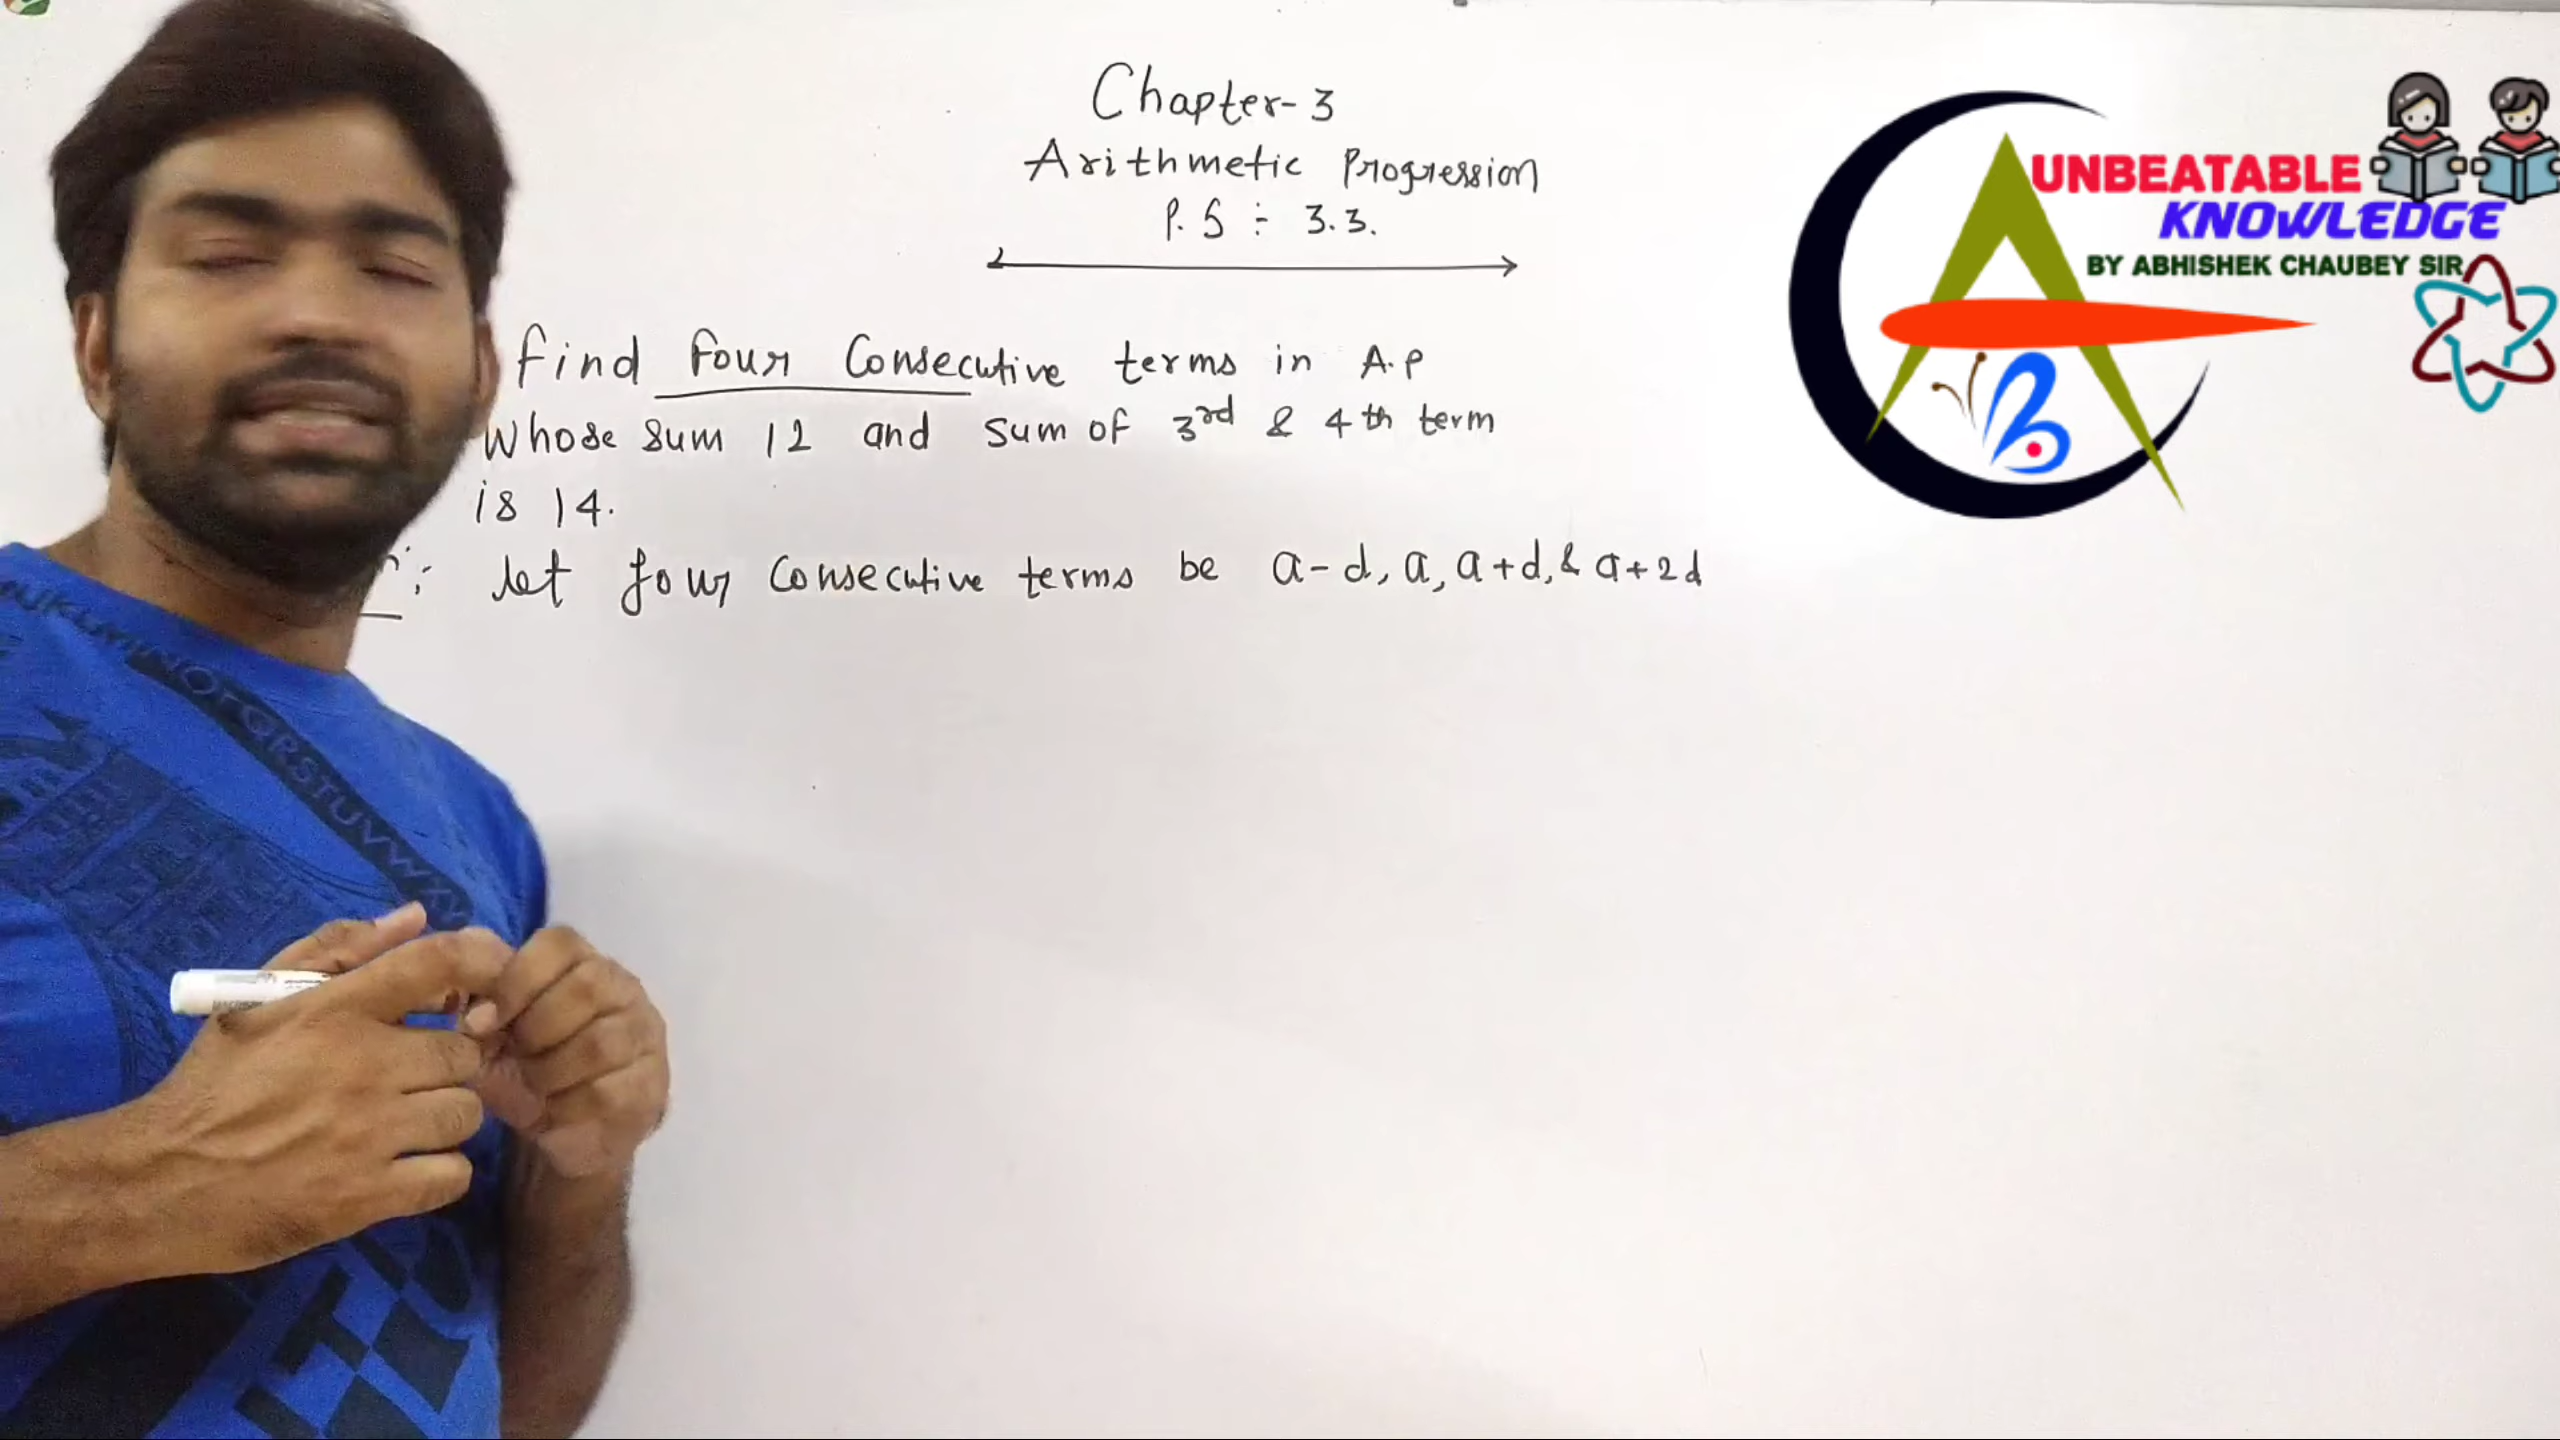 Chapter-3
Arithmetic Progression
P. S ÷ 3.3.
find four Consecutive terms in A.P
Whose sum 12 and sum of 3rd & 4th term
is 14.
let four consecutive terms be a-d, a, a+d, & a+2d
UNBEATABLE
KNOWLEDGE
BY ABHISHEK CHAUBEY SIR